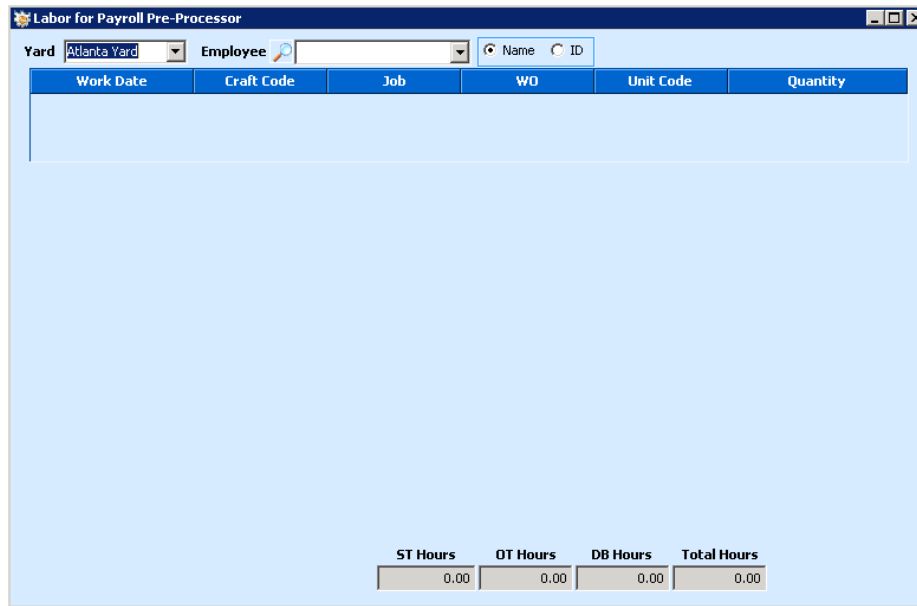 Labor for Payroll Pre-Processor
Yard Atlanta Yard Employee Name ID
Work Date Craft Code Job WO Unit Code Quantity
ST Hours OT Hours DB Hours Total Hours
0.00 0.00 0.00 0.00